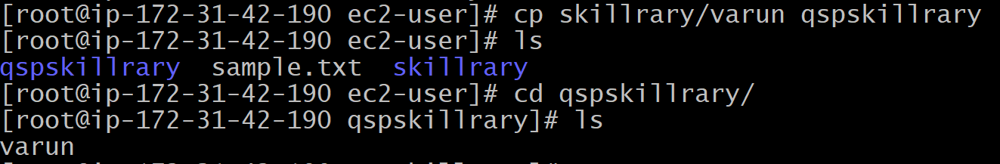 [root@ip-172-31-42-190 ec2-user]# cp skillrary/varun qspskillrary
[root@ip-172-31-42-190 ec2-user]# ls
qspskillrary  sample.txt  skillrary
[root@ip-172-31-42-190 ec2-user]# cd qspskillrary/
[root@ip-172-31-42-190 qspskillrary]# ls
varun